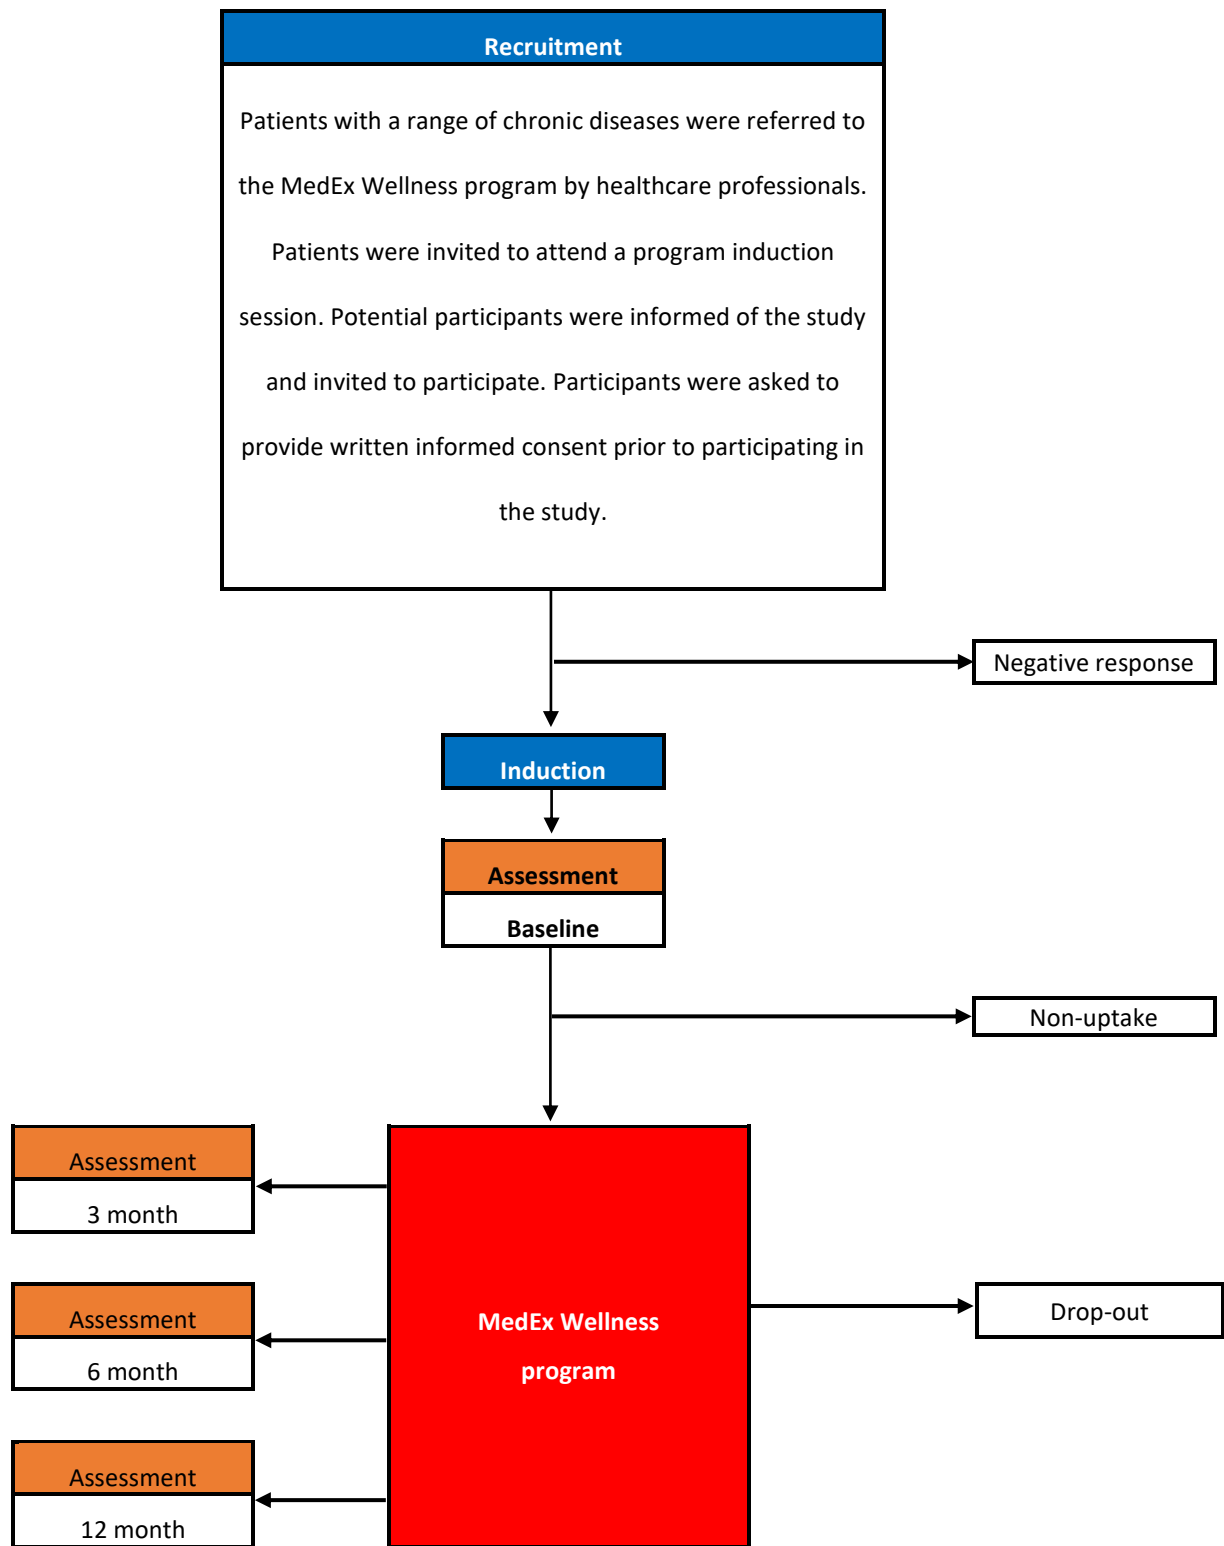 Recruitment
Patients with a range of chronic diseases were referred to
the MedEx Wellness program by healthcare professionals.
Patients were invited to attend a program induction
session. Potential participants were informed of the study
and invited to participate. Participants were asked to
provide written informed consent prior to participating in
the study.
Negative response
Induction
Assessment
Baseline
Non-uptake
Assessment
3 month
Assessment
6 month
Assessment
12 month
MedEx Wellness
program
Drop-out